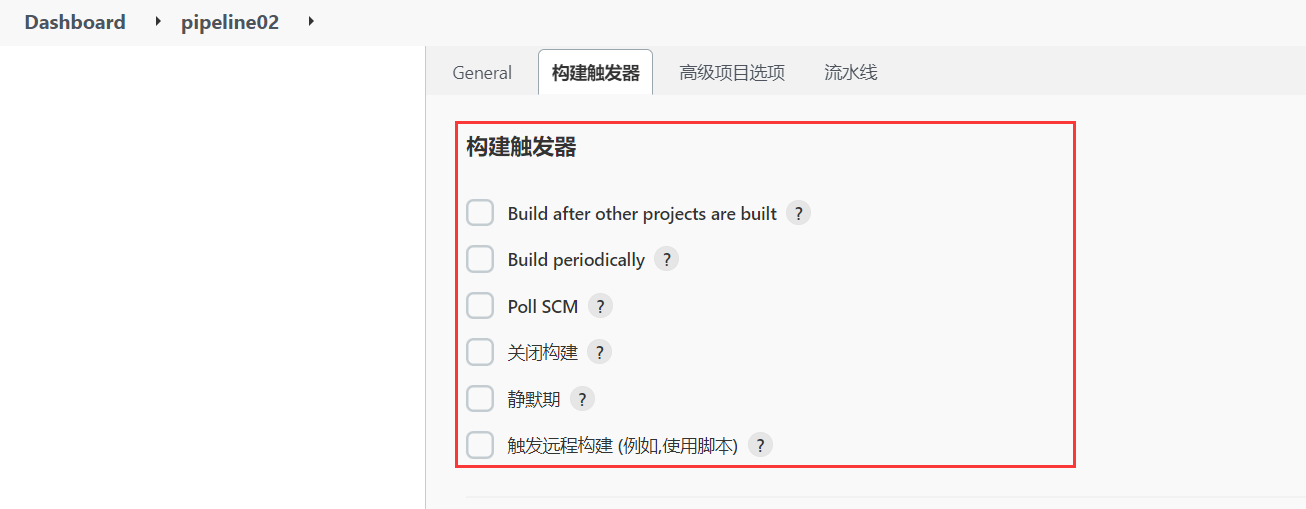 Dashboard pipeline02
General 构建触发器 高级项目选项 流水线
构建触发器
Build after other projects are built ?
Build periodically ?
Poll SCM ?
关闭构建 ?
静默期 ?
触发远程构建 (例如,使用脚本) ?